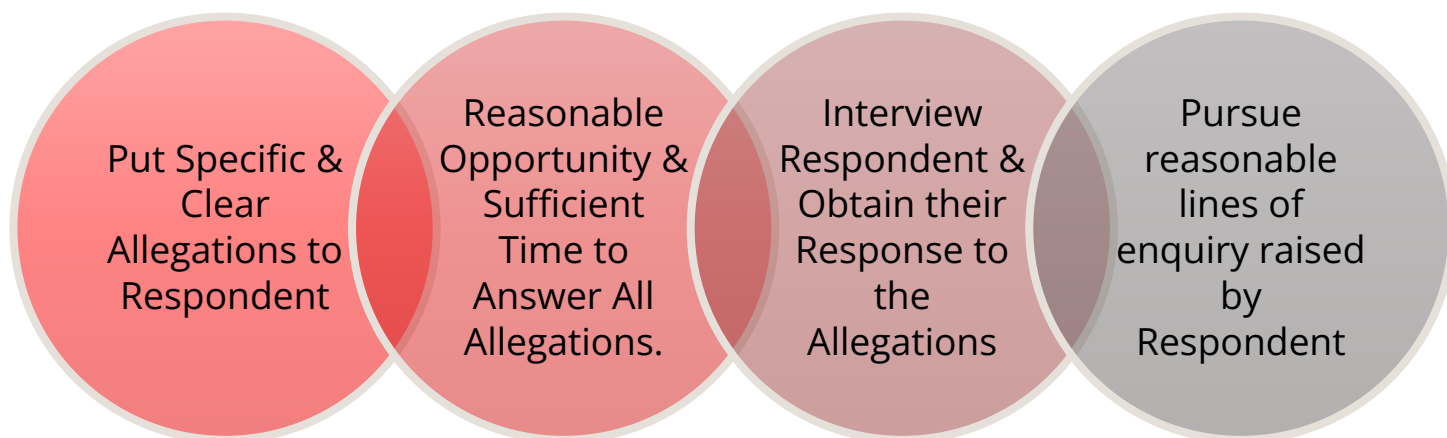 Put Specific &
Clear
Allegations to
Respondent
Reasonable
Opportunity &
Sufficient
Time to
Answer All
Allegations.
Interview
Respondent &
Obtain their
Response to
the
Allegations
Pursue
reasonable
lines of
enquiry raised
by
Respondent